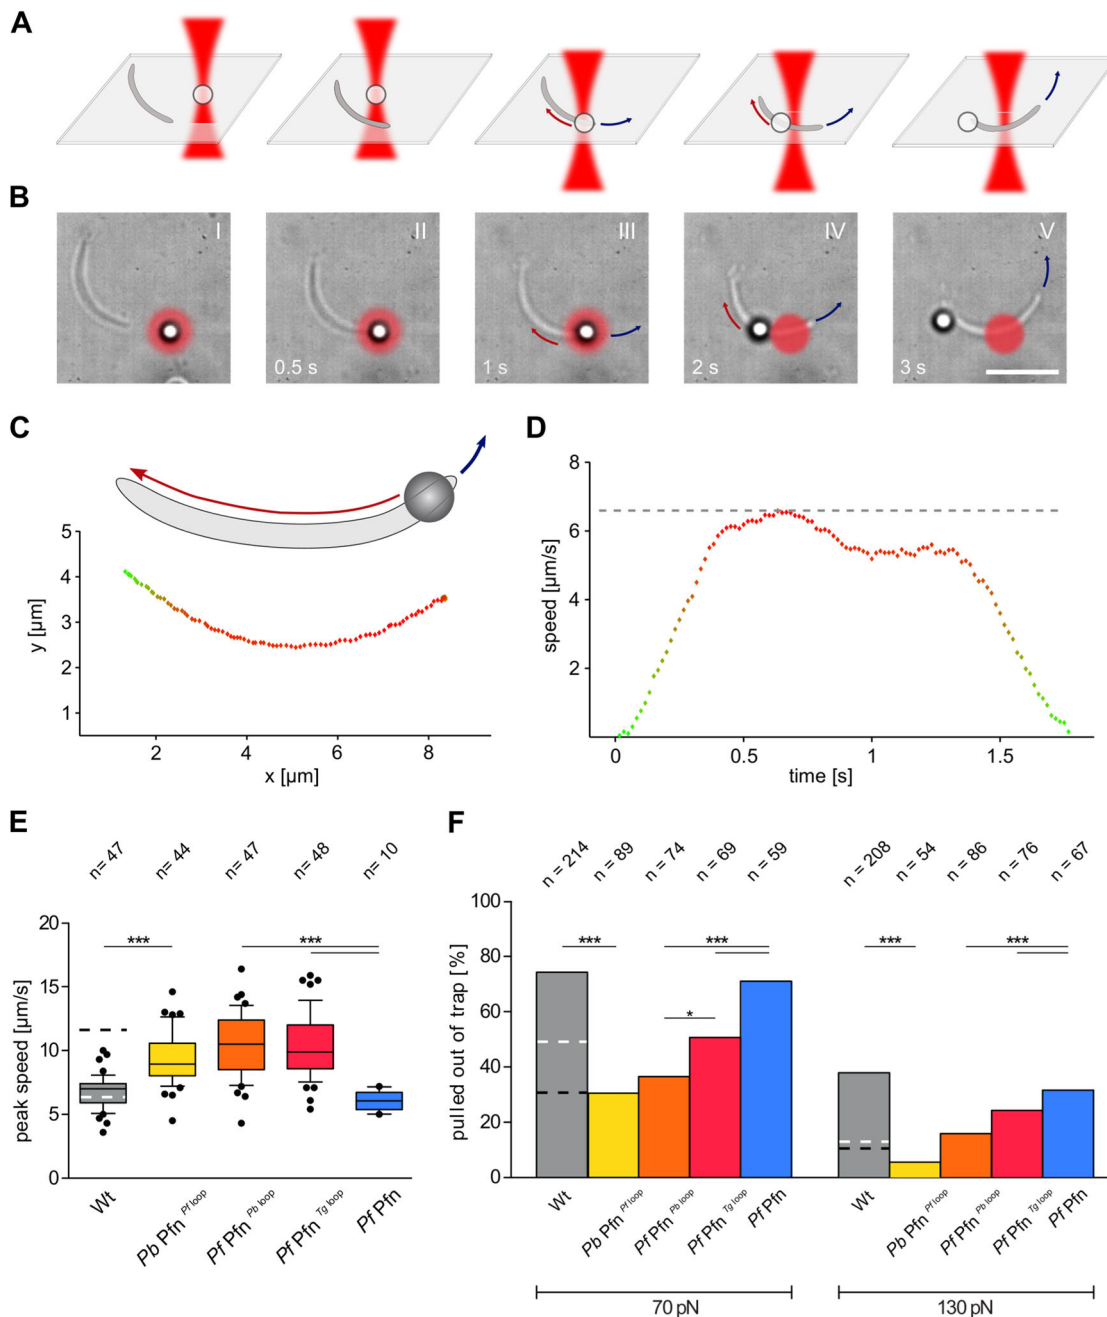 A
B
I
II
III
IV
V
0.5 s
1 s
2 s
3 s
C
D
5
4
3
2
1
y [µm]
2
4
6
8
x [µm]
8
6
4
2
speed [µm/s]
0
0.5
1
1.5
time [s]
E
F
n= 47
n= 44
n= 47
n= 48
n= 10
20
15
10
5
0
peak speed [µm/s]
***
***
Wt
Pb Pfn Pf loop
Pf Pfn Pb loop
Pf Pfn Tg loop
Pf Pfn
n = 214
n = 89
n = 74
n = 69
n = 59
n = 208
n = 54
n = 86
n = 76
n = 67
100
80
60
40
20
0
pulled out of trap [%]
***
***
*
***
***
Wt
Pb Pfn Pf loop
Pf Pfn Pb loop
Pf Pfn Tg loop
Pf Pfn
Wt
Pb Pfn Pf loop
Pf Pfn Pb loop
Pf Pfn Tg loop
Pf Pfn
70 pN
130 pN